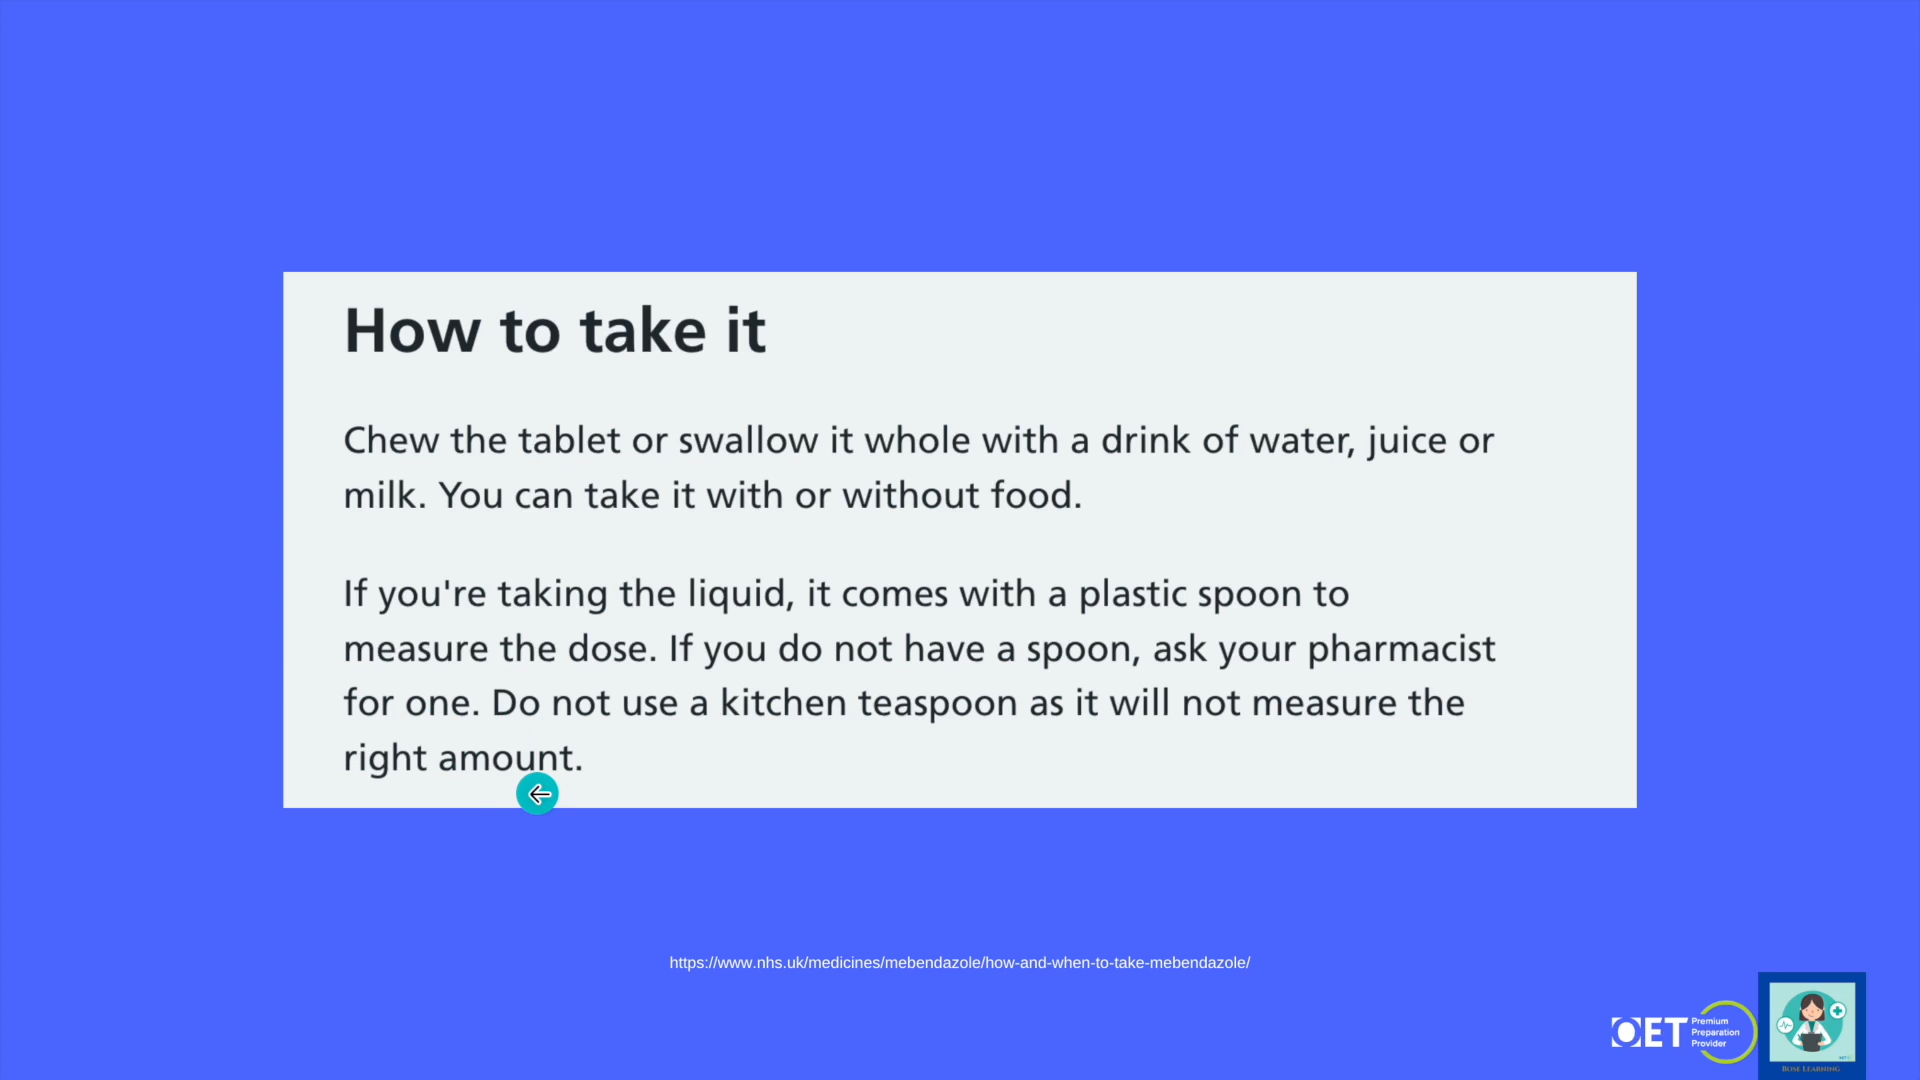 How to take it
Chew the tablet or swallow it whole with a drink of water, juice or
milk. You can take it with or without food.
If you're taking the liquid, it comes with a plastic spoon to
measure the dose. If you do not have a spoon, ask your pharmacist
for one. Do not use a kitchen teaspoon as it will not measure the
right amount.
https://www.nhs.uk/medicines/mebendazole/how-and-when-to-take-mebendazole/
OET
Premium
Preparation
Provider
BOSE LEARNING